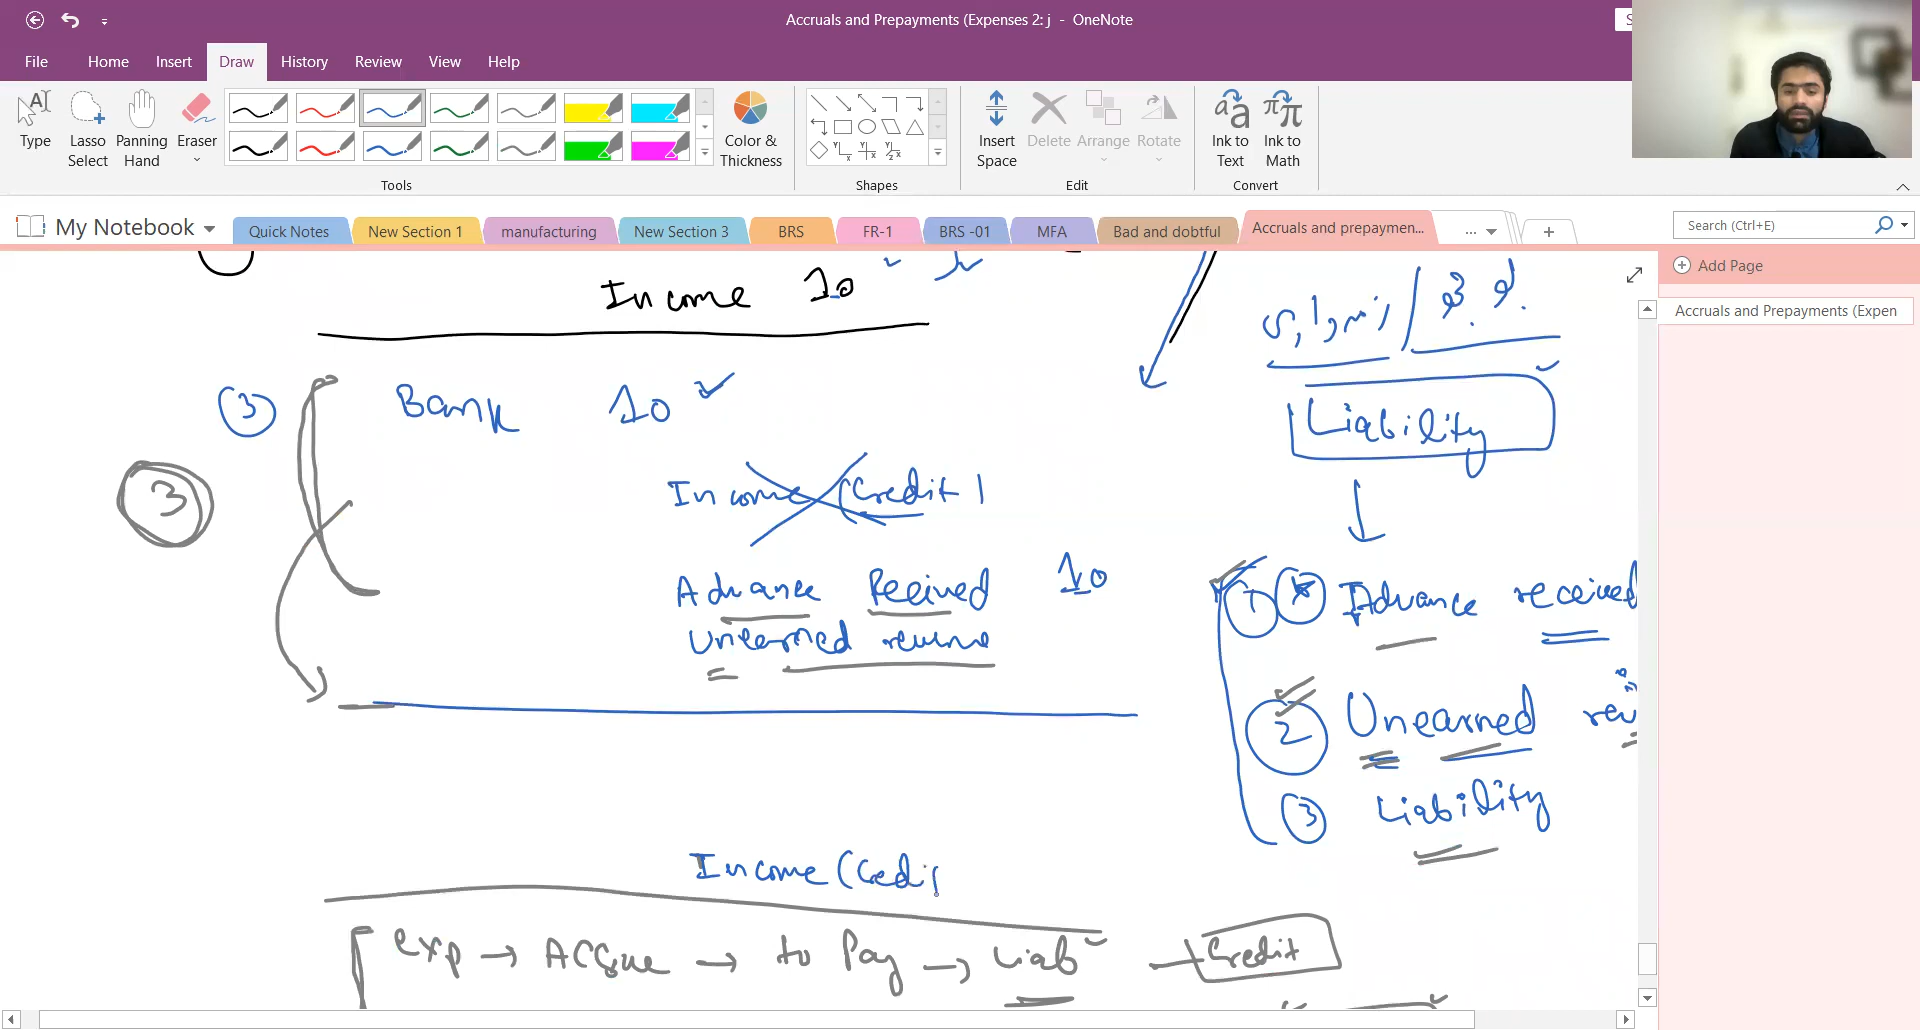 Accruals and Prepayments (Expenses 2: j - OneNote
File Home Insert Draw History Review View Help
Type
Lasso Select
Panning Hand
Eraser
Color & Thickness
Insert Space
Delete
Arrange
Rotate
Ink to Text
Ink to Math
Tools
Shapes
Edit
Convert
My Notebook
Quick Notes
New Section 1
manufacturing
New Section 3
BRS
FR-1
BRS -01
MFA
Bad and dobtful
Accruals and prepaymen...
...
Search (Ctrl+E)
Add Page
Accruals and Prepayments (Expen
Income 10
3 Bank 10
3
Income (Credit)
Advance Received 10
Unearned revenue
Liability
1 Advance received
2 Unearned rev
3 Liability
Income (Credi
exp → Accrue → to Pay → Liab Credit